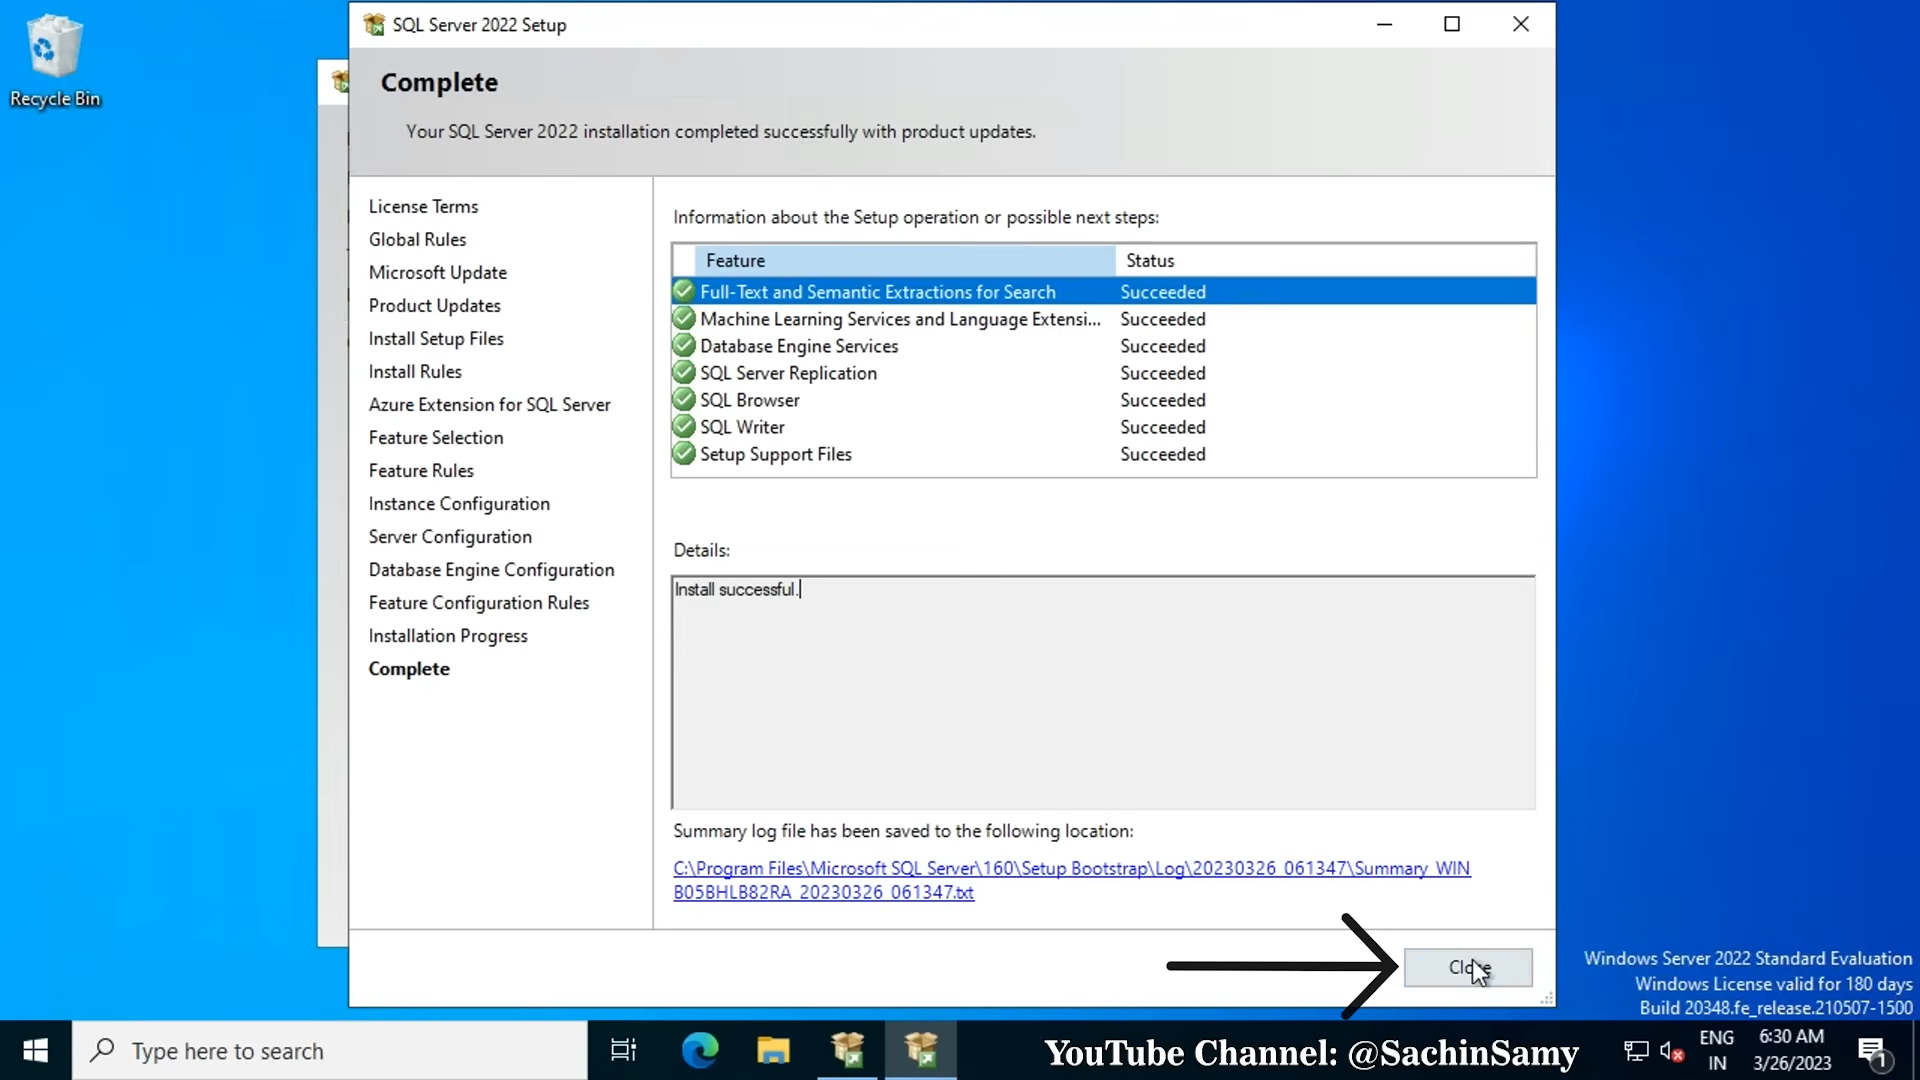 Recycle Bin
SQL Server 2022 Setup
Complete
Your SQL Server 2022 installation completed successfully with product updates.
License Terms
Global Rules
Microsoft Update
Product Updates
Install Setup Files
Install Rules
Azure Extension for SQL Server
Feature Selection
Feature Rules
Instance Configuration
Server Configuration
Database Engine Configuration
Feature Configuration Rules
Installation Progress
Complete
Information about the Setup operation or possible next steps:
Feature Status
Full-Text and Semantic Extractions for Search Succeeded
Machine Learning Services and Language Extensi... Succeeded
Database Engine Services Succeeded
SQL Server Replication Succeeded
SQL Browser Succeeded
SQL Writer Succeeded
Setup Support Files Succeeded
Details:
Install successful.
Summary log file has been saved to the following location:
C:\Program Files\Microsoft SQL Server\160\Setup Bootstrap\Log\20230326_061347\Summary_WIN
B05BHLB82RA_20230326_061347.txt
Close
Windows Server 2022 Standard Evaluation
Windows License valid for 180 days
Build 20348.fe_release.210507-1500
Type here to search
YouTube Channel: @SachinSamy
ENG
IN
6:30 AM
3/26/2023
1